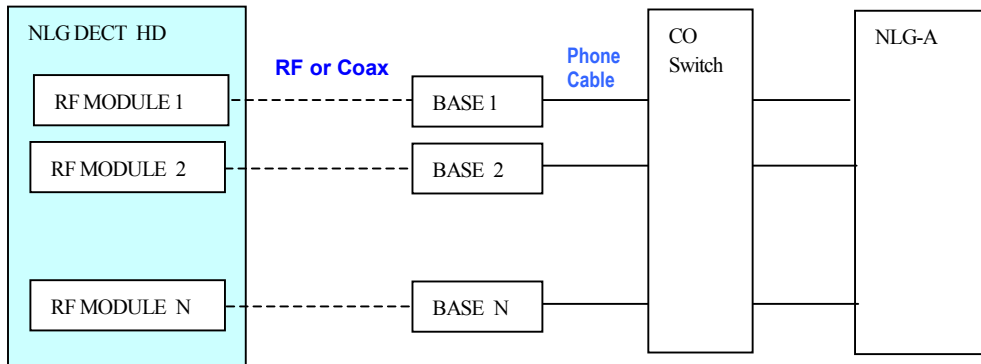 NLG DECT HD
CO
Switch
NLG-A
RF or Coax
Phone
Cable
RF MODULE 1
BASE 1
RF MODULE 2
BASE 2
RF MODULE N
BASE N